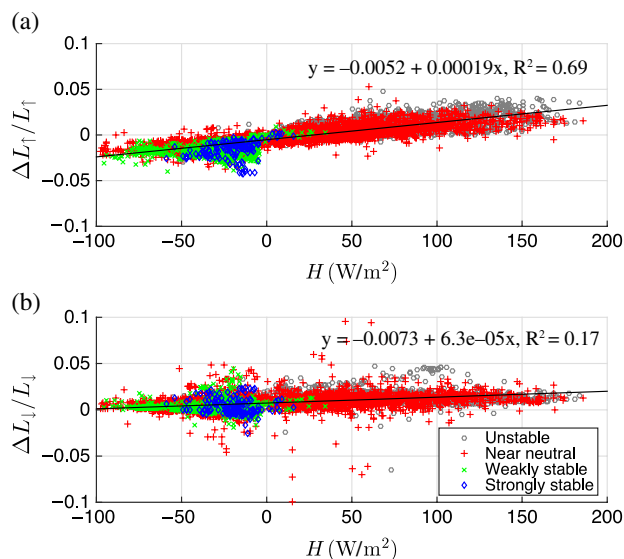 (a)
0.1
y = –0.0052 + 0.00019x, R² = 0.69
0.05
0
-0.05
-0.1
ΔL↑/L↑
-100 -50 0 50 100 150 200
H (W/m²)
(b)
0.1
y = –0.0073 + 6.3e–05x, R² = 0.17
0.05
0
-0.05
-0.1
ΔL↓/L↓
Unstable
Near neutral
Weakly stable
Strongly stable
-100 -50 0 50 100 150 200
H (W/m²)